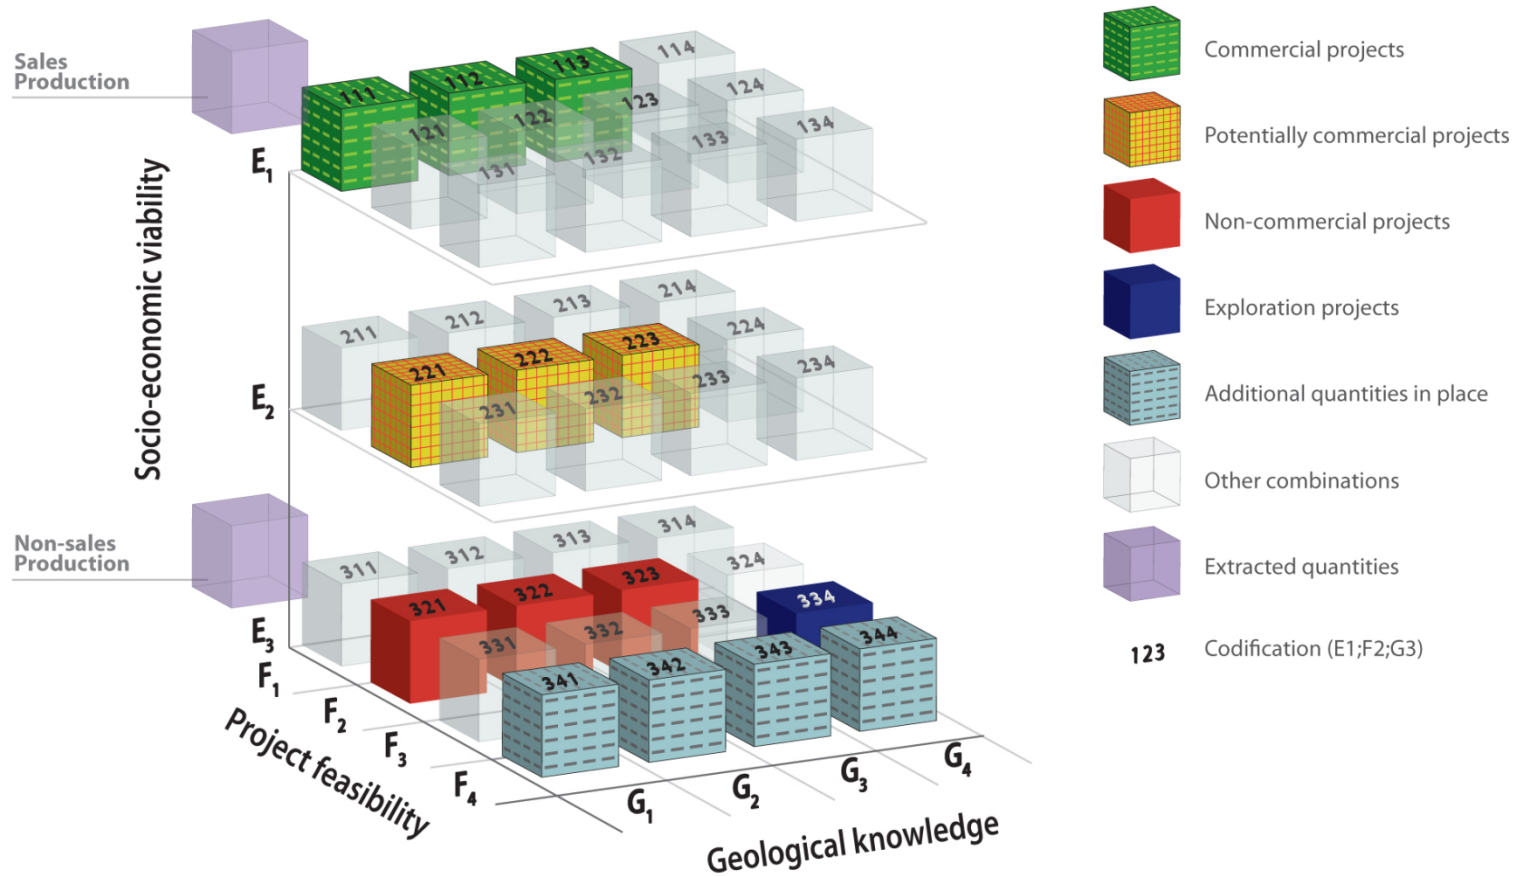 Sales
Production
Socio-economic viability
E1
111
112
113
114
121
122
123
124
131
132
133
134
E2
211
212
213
214
221
222
223
224
231
232
233
234
Non-sales
Production
E3
311
312
313
314
321
322
323
324
331
332
333
334
341
342
343
344
F1
F2
F3
F4
Project feasibility
G1
G2
G3
G4
Geological knowledge
Commercial projects
Potentially commercial projects
Non-commercial projects
Exploration projects
Additional quantities in place
Other combinations
Extracted quantities
123 Codification (E1;F2;G3)